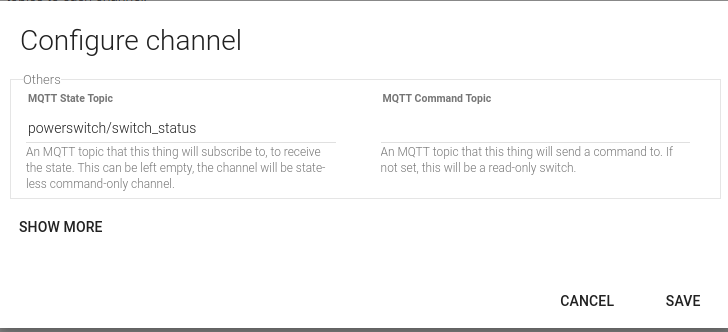 Configure channel
Others
MQTT State Topic
powerswitch/switch_status
An MQTT topic that this thing will subscribe to, to receive
the state. This can be left empty, the channel will be state-
less command-only channel.
MQTT Command Topic
An MQTT topic that this thing will send a command to. If
not set, this will be a read-only switch.
SHOW MORE
CANCEL
SAVE